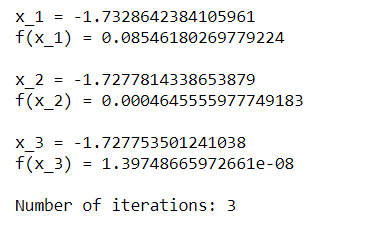 x_1 = -1.7328642384105961
f(x_1) = 0.08546180269779224
x_2 = -1.7277814338653879
f(x_2) = 0.0004645555977749183
x_3 = -1.727753501241038
f(x_3) = 1.39748665972661e-08
Number of iterations: 3